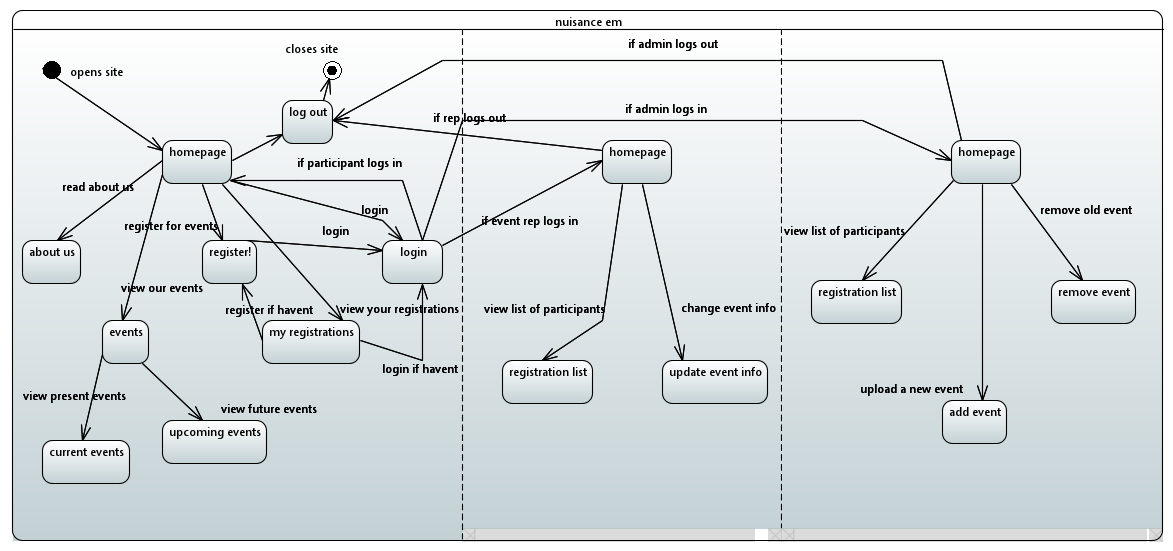 nuisance em
if admin logs out
closes site
opens site
if admin logs in
log out
if rep logs out
homepage
homepage
homepage
if participant logs in
read about us
login
remove old event
if event rep logs in
register for events
login
view list of participants
about us
register!
login
view our events
registration list
remove event
register if havent
view your registrations
view list of participants
change event info
events
my registrations
login if havent
registration list
update event info
upload a new event
view present events
view future events
add event
upcoming events
current events